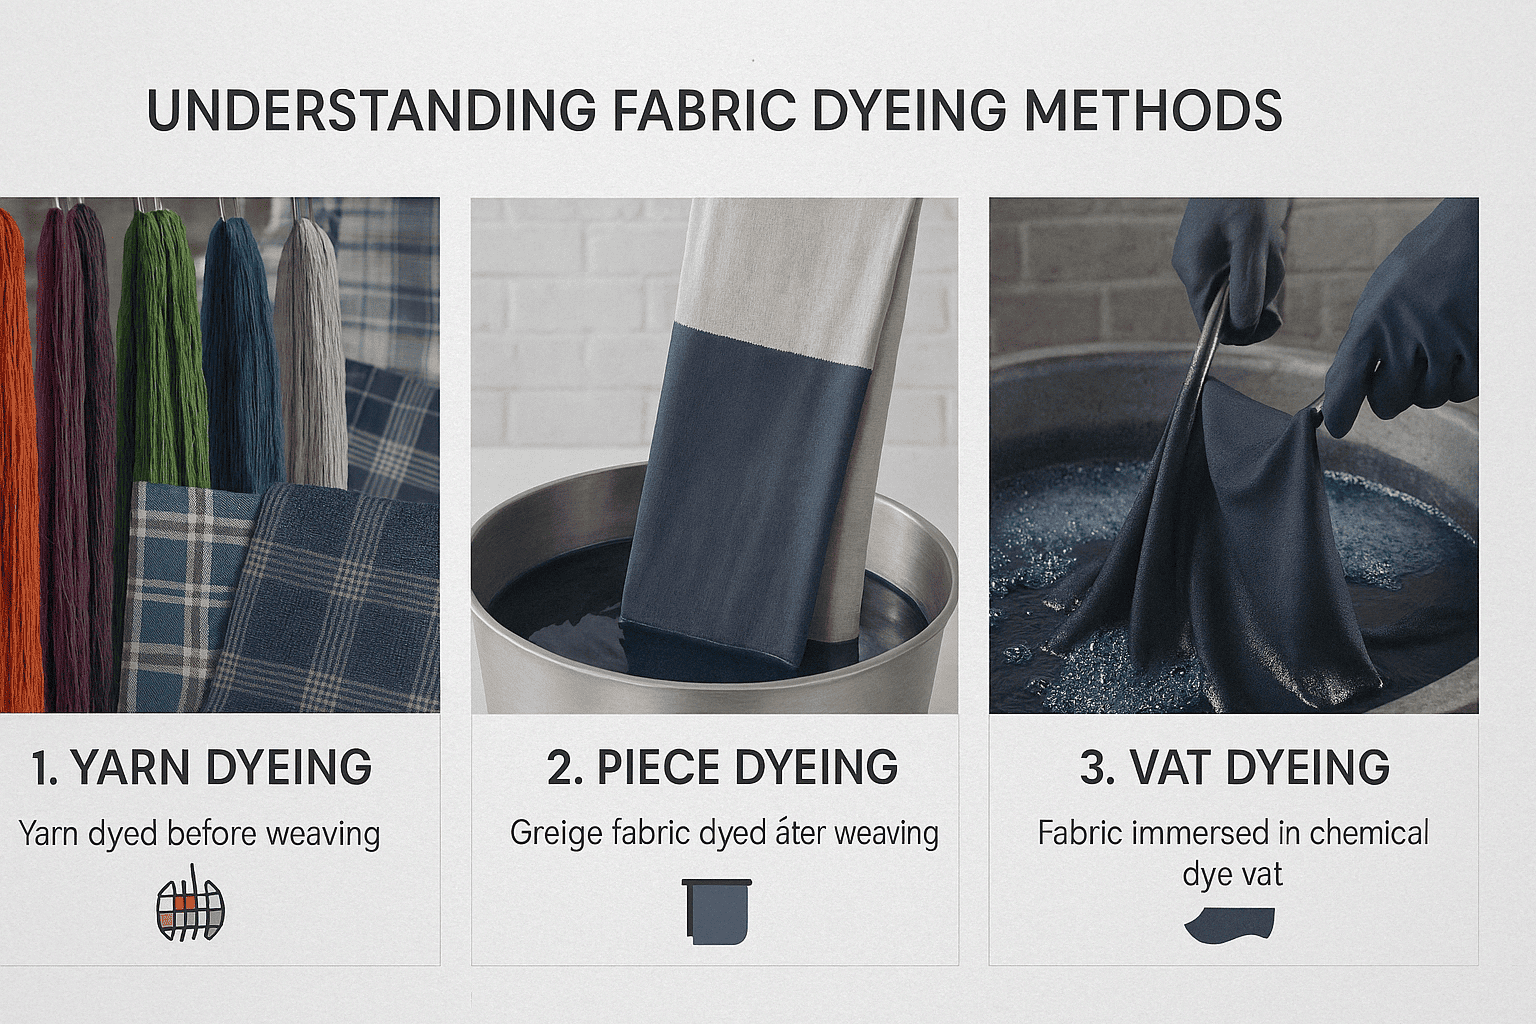 UNDERSTANDING FABRIC DYEING METHODS
1. YARN DYEING
Yarn dyed before weaving
2. PIECE DYEING
Greige fabric dyed áter weaving
3. VAT DYEING
Fabric immersed in chemical
dye vat